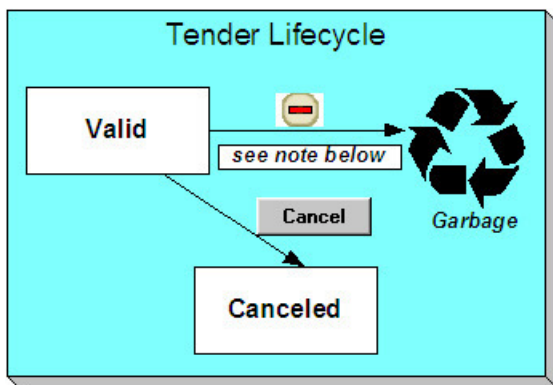 Tender Lifecycle
Valid
see note below
Garbage
Cancel
Canceled